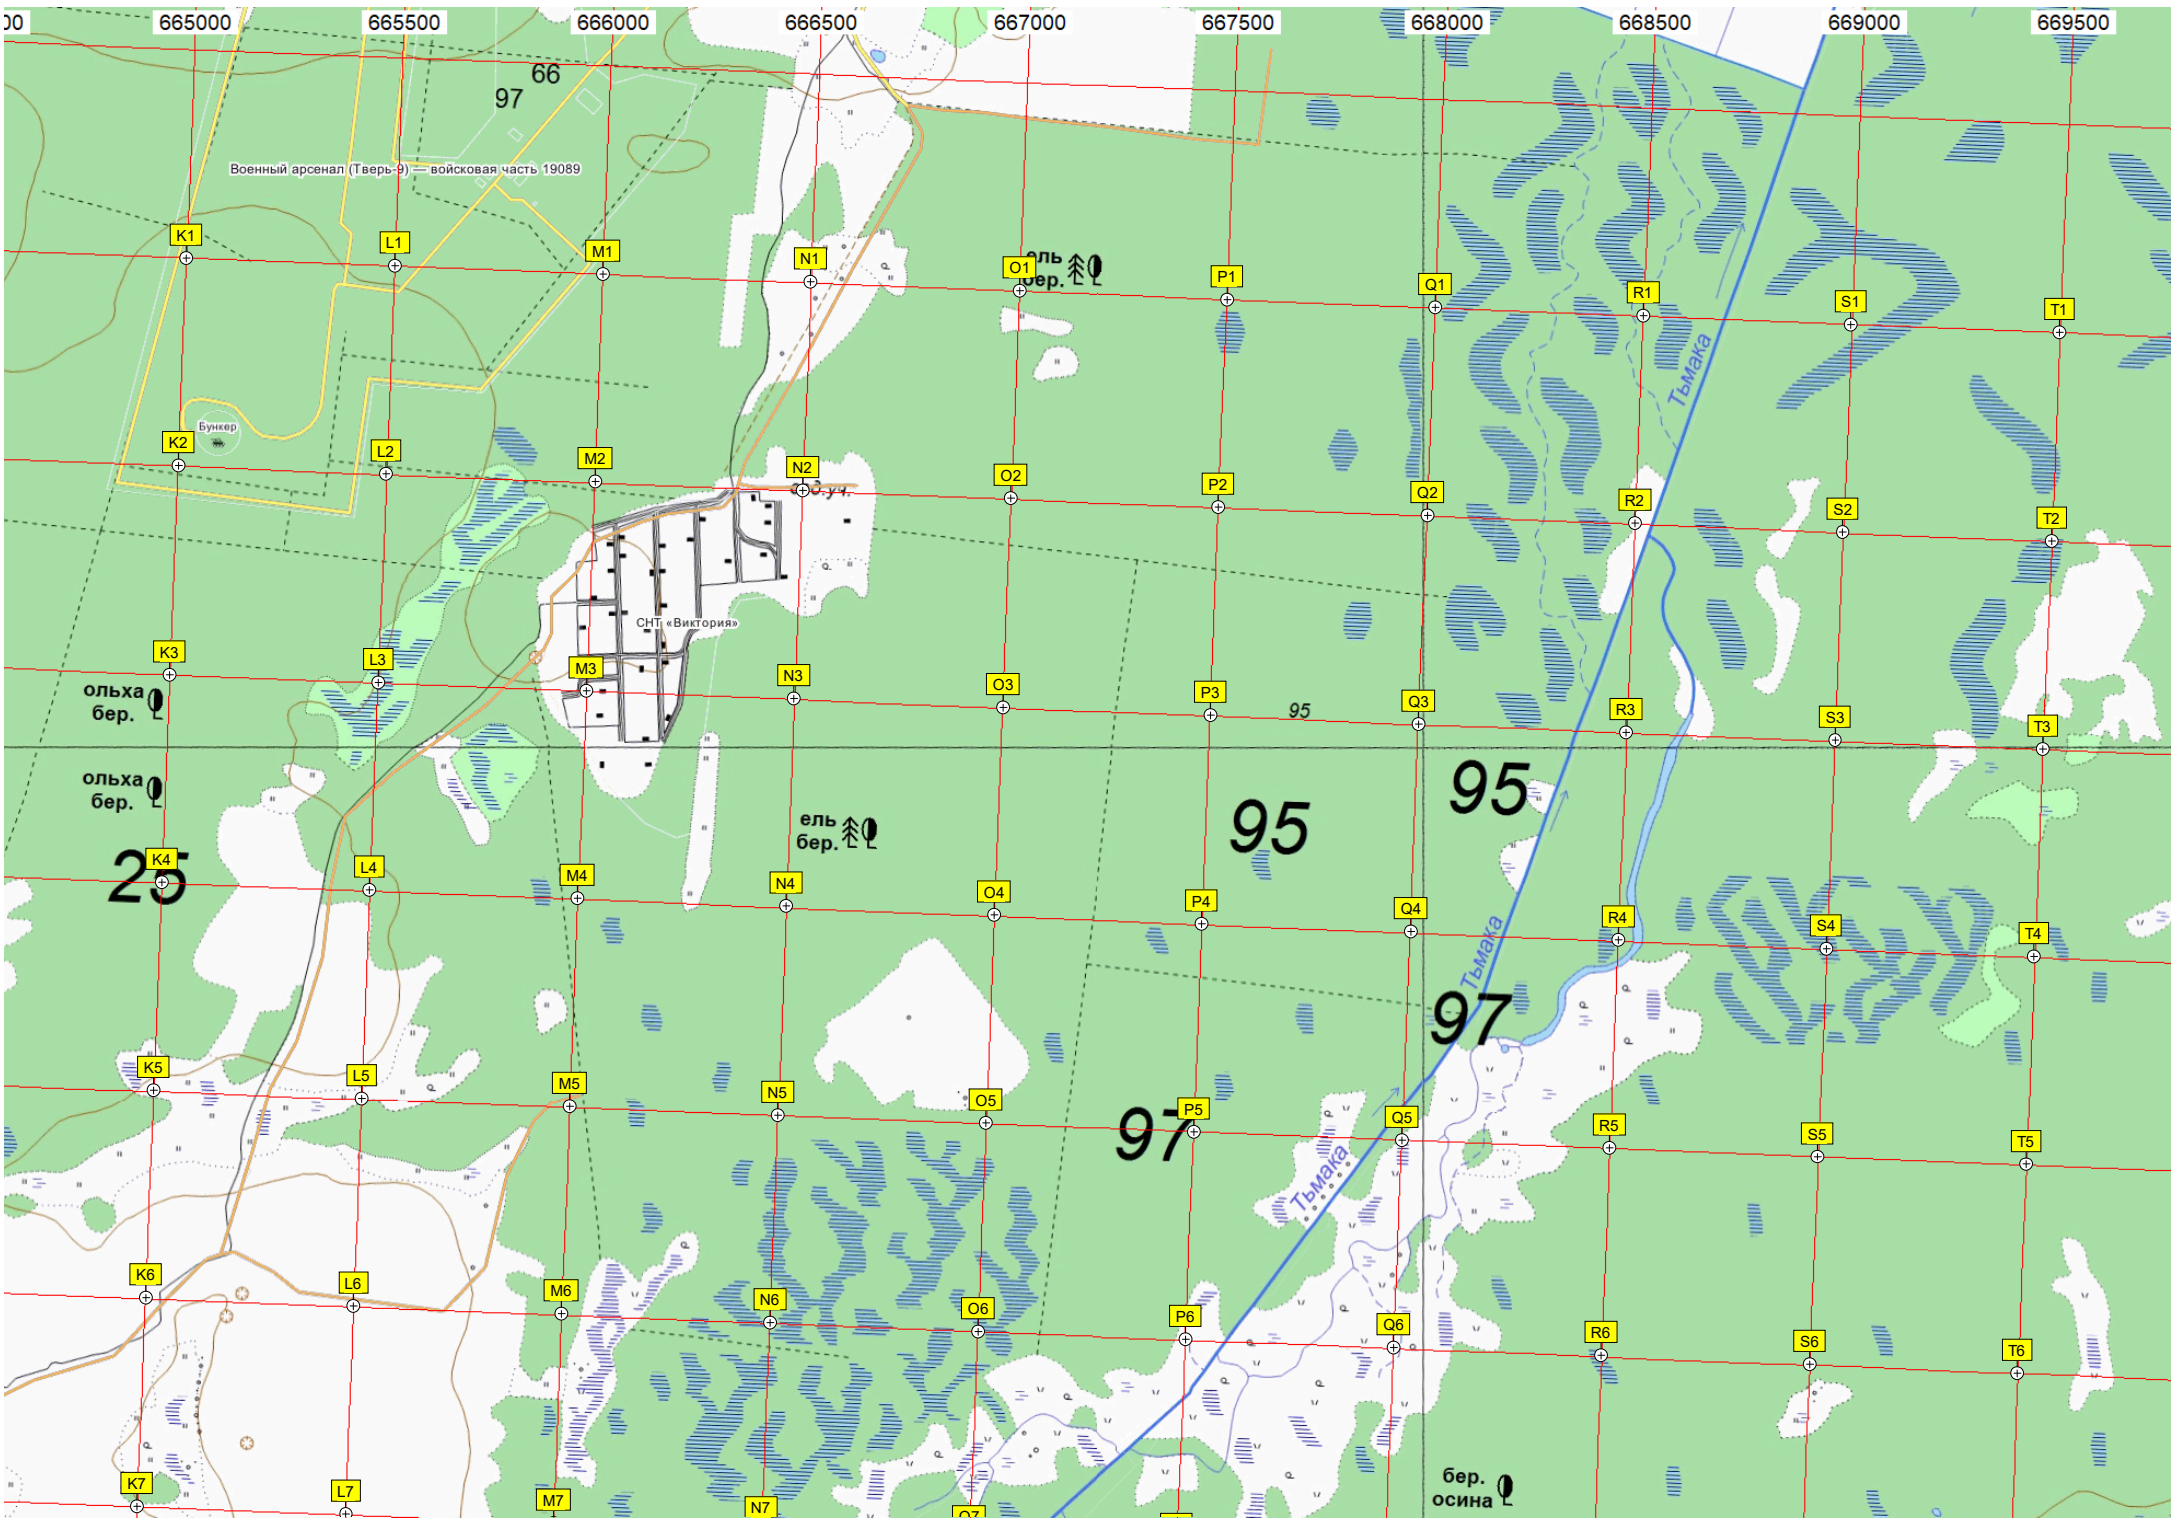 00 665000 665500 666000 666500 667000 667500 668000 668500 669000 669500
66
97
Военный арсенал (Тверь-9) — войсковая часть 19089
K1 L1 M1 N1 O1 P1 Q1 R1 S1 T1
ель
бер.
Тьмака
Бункер
K2 L2 M2 N2 O2 P2 Q2 R2 S2 T2
СНТ «Виктория»
K3 L3 M3 N3 O3 P3 Q3 R3 S3 T3
ольха
бер.
95
ольха
бер.
ель
бер.
95
95
25
K4 L4 M4 N4 O4 P4 Q4 R4 S4 T4
Тьмака
97
K5 L5 M5 N5 O5 P5 Q5 R5 S5 T5
97
Тьмака
K6 L6 M6 N6 O6 P6 Q6 R6 S6 T6
бер.
осина
K7 L7 M7 N7 O7